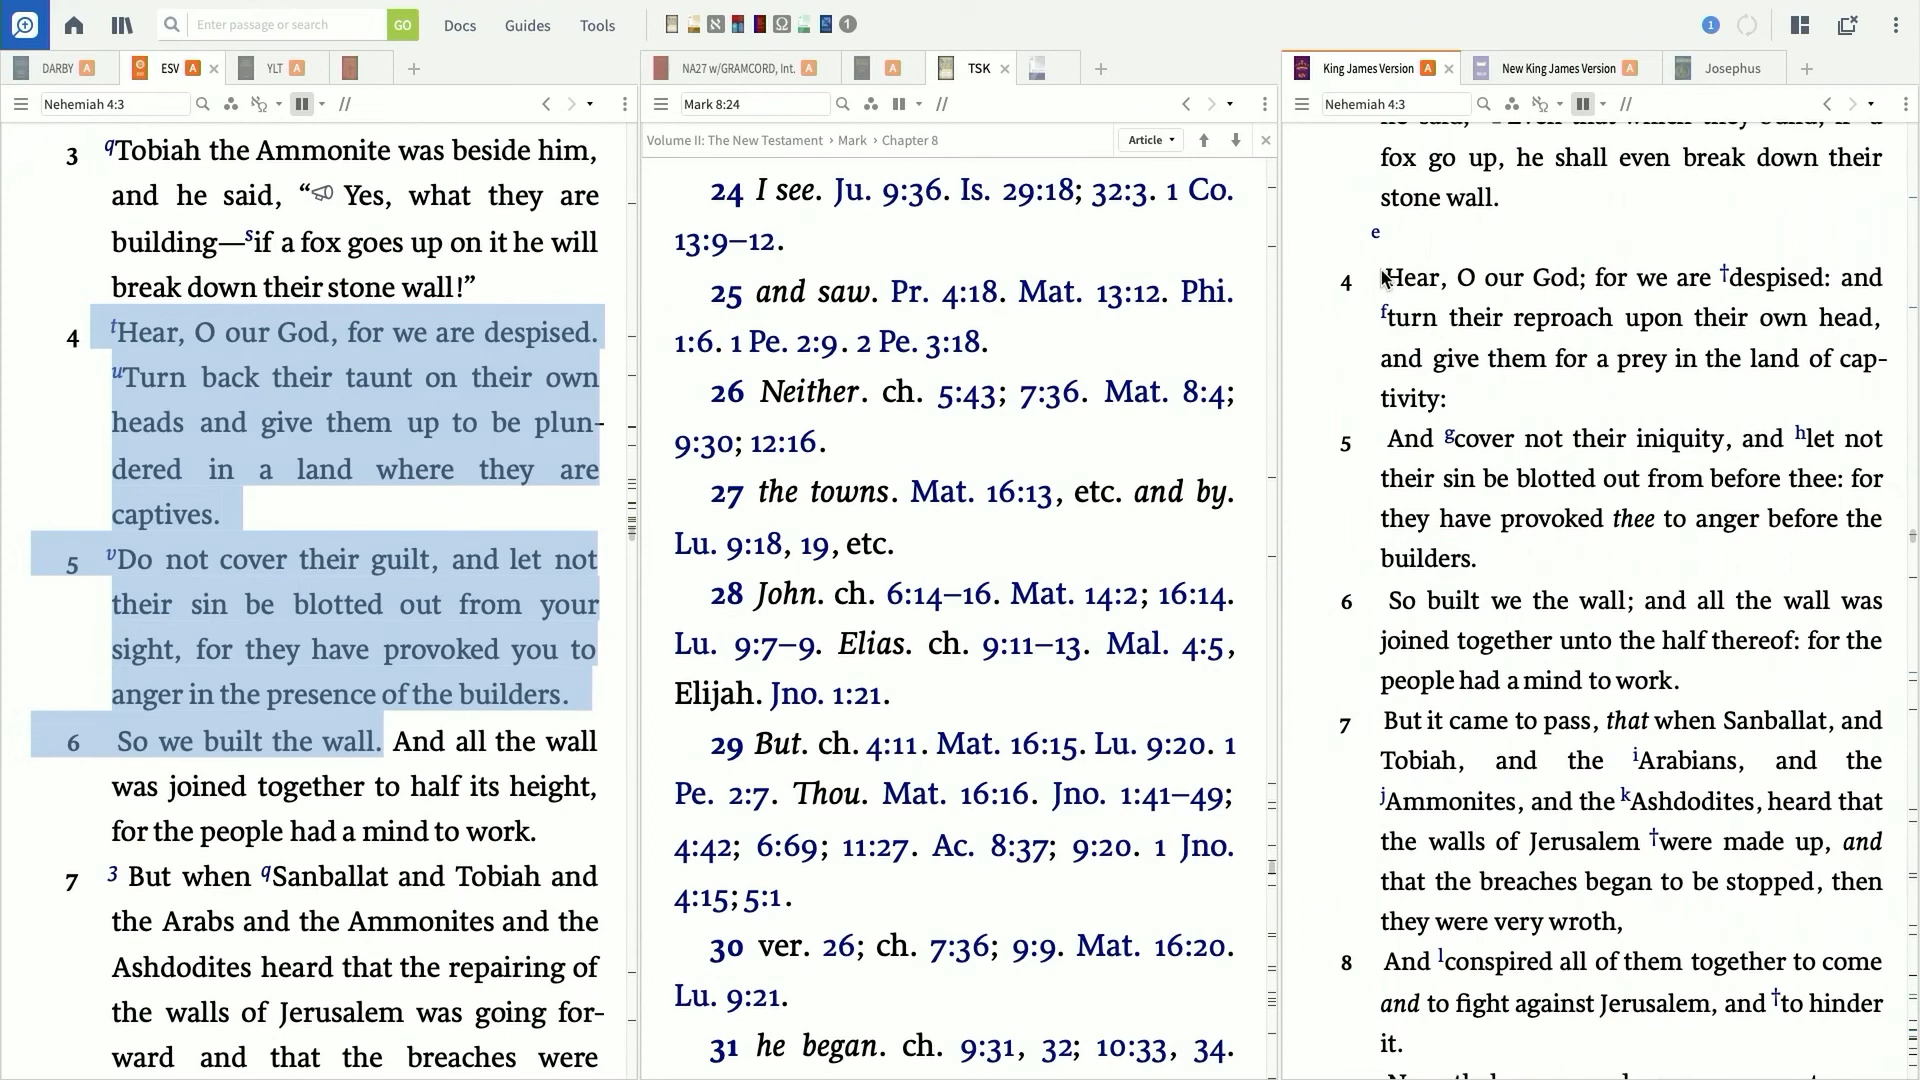 Enter passage or search
GO
Docs
Guides
Tools
1
1
DARBY A
ESV A
YLT A
Nehemiah 4:3
3 qTobiah the Ammonite was beside him,
and he said, “ Yes, what they are
building—sif a fox goes up on it he will
break down their stone wall!”
4 tHear, O our God, for we are despised.
uTurn back their taunt on their own
heads and give them up to be plun-
dered in a land where they are
captives.
5 vDo not cover their guilt, and let not
their sin be blotted out from your
sight, for they have provoked you to
anger in the presence of the builders.
6 So we built the wall. And all the wall
was joined together to half its height,
for the people had a mind to work.
7 3 But when qSanballat and Tobiah and
the Arabs and the Ammonites and the
Ashdodites heard that the repairing of
the walls of Jerusalem was going for-
ward and that the breaches were
NA27 w/GRAMCORD, Int. A
A
TSK
Mark 8:24
Volume II: The New Testament › Mark › Chapter 8
Article
24 I see. Ju. 9:36. Is. 29:18; 32:3. 1 Co.
13:9–12.
25 and saw. Pr. 4:18. Mat. 13:12. Phi.
1:6. 1 Pe. 2:9. 2 Pe. 3:18.
26 Neither. ch. 5:43; 7:36. Mat. 8:4;
9:30; 12:16.
27 the towns. Mat. 16:13, etc. and by.
Lu. 9:18, 19, etc.
28 John. ch. 6:14–16. Mat. 14:2; 16:14.
Lu. 9:7–9. Elias. ch. 9:11–13. Mal. 4:5,
Elijah. Jno. 1:21.
29 But. ch. 4:11. Mat. 16:15. Lu. 9:20. 1
Pe. 2:7. Thou. Mat. 16:16. Jno. 1:41–49;
4:42; 6:69; 11:27. Ac. 8:37; 9:20. 1 Jno.
4:15; 5:1.
30 ver. 26; ch. 7:36; 9:9. Mat. 16:20.
Lu. 9:21.
31 he began. ch. 9:31, 32; 10:33, 34.
King James Version A
New King James Version A
Josephus
Nehemiah 4:3
fox go up, he shall even break down their
stone wall.
e
4 Hear, O our God; for we are †despised: and
fturn their reproach upon their own head,
and give them for a prey in the land of cap-
tivity:
5 And gcover not their iniquity, and hlet not
their sin be blotted out from before thee: for
they have provoked thee to anger before the
builders.
6 So built we the wall; and all the wall was
joined together unto the half thereof: for the
people had a mind to work.
7 But it came to pass, that when Sanballat, and
Tobiah, and the iArabians, and the
jAmmonites, and the kAshdodites, heard that
the walls of Jerusalem †were made up, and
that the breaches began to be stopped, then
they were very wroth,
8 And lconspired all of them together to come
and to fight against Jerusalem, and †to hinder
it.